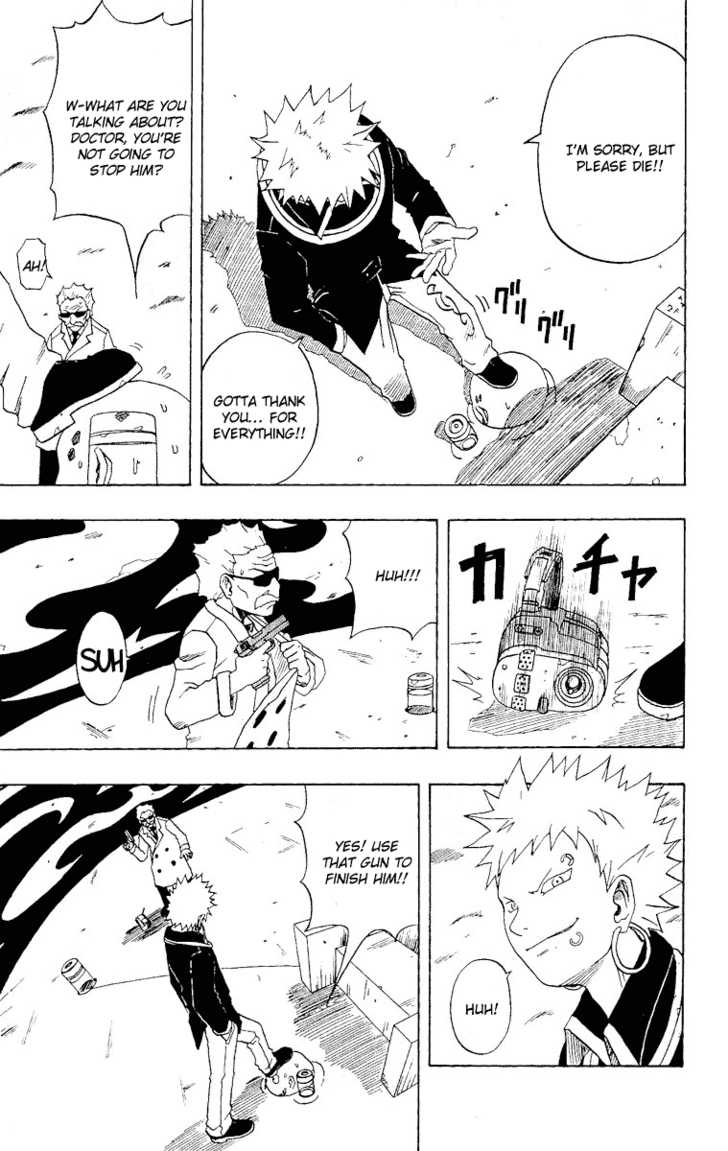 I'M SORRY, BUT
PLEASE DIE!!
グリ
グリ
GOTTA THANK
YOU... FOR
EVERYTHING!!
W-WHAT ARE YOU
TALKING ABOUT?
DOCTOR, YOU'RE
NOT GOING TO
STOP HIM?
AH!
ガチャ
HUH!!!
SUH
HUH!
YES! USE
THAT GUN TO
FINISH HIM!!